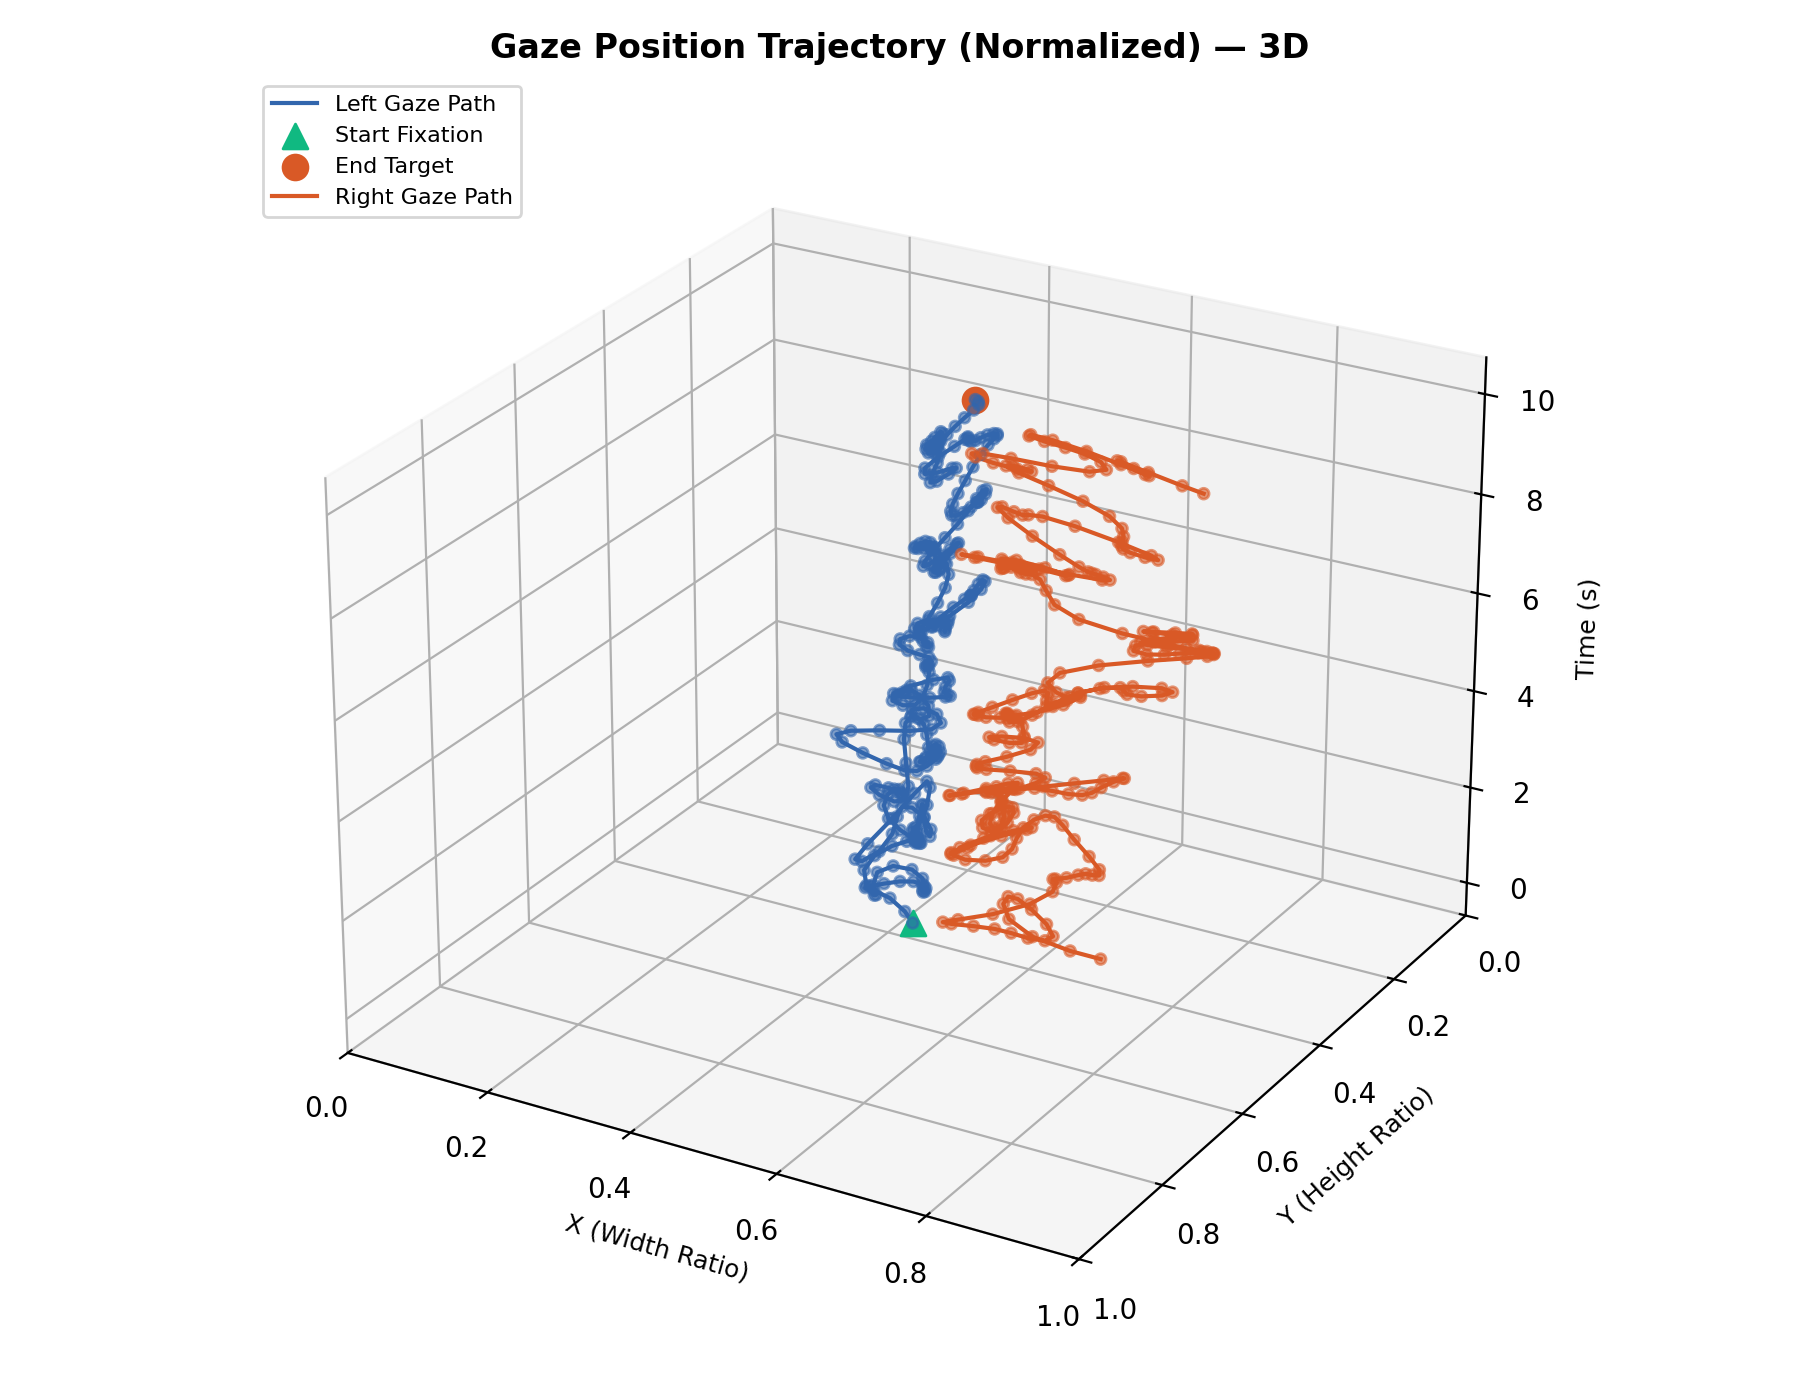 Gaze Position Trajectory (Normalized) — 3D
Left Gaze Path
Start Fixation
End Target
Right Gaze Path
10
8
6
4
2
0
Time (s)
0.0
0.2
0.4
0.6
0.8
1.0
Y (Height Ratio)
0.0
0.2
0.4
0.6
0.8
1.0
X (Width Ratio)